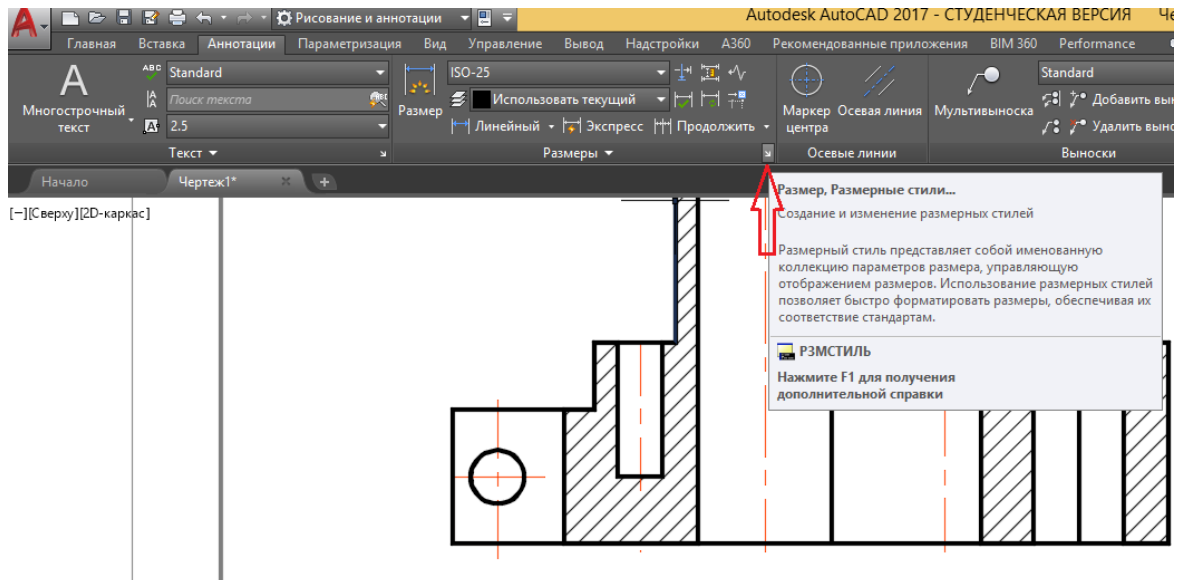 Рисование и аннотации
Autodesk AutoCAD 2017 - СТУДЕНЧЕСКАЯ ВЕРСИЯ
Главная Вставка Аннотации Параметризация Вид Управление Вывод Надстройки A360 Рекомендованные приложения BIM 360 Performance
Многострочный текст
ABC
Standard
Поиск текста
2.5
Размер
ISO-25
Использовать текущий
Линейный Экспресс Продолжить
Маркер центра
Осевая линия
Мультивыноска
Standard
Добавить
Удалить
Текст Размеры Осевые линии Выноски
Начало Чертеж1*
[−][Сверху][2D-каркас]
Размер, Размерные стили...
Создание и изменение размерных стилей
Размерный стиль представляет собой именованную
коллекцию параметров размера, управляющую
отображением размеров. Использование размерных стилей
позволяет быстро форматировать размеры, обеспечивая их
соответствие стандартам.
РЗМСТИЛЬ
Нажмите F1 для получения
дополнительной справки